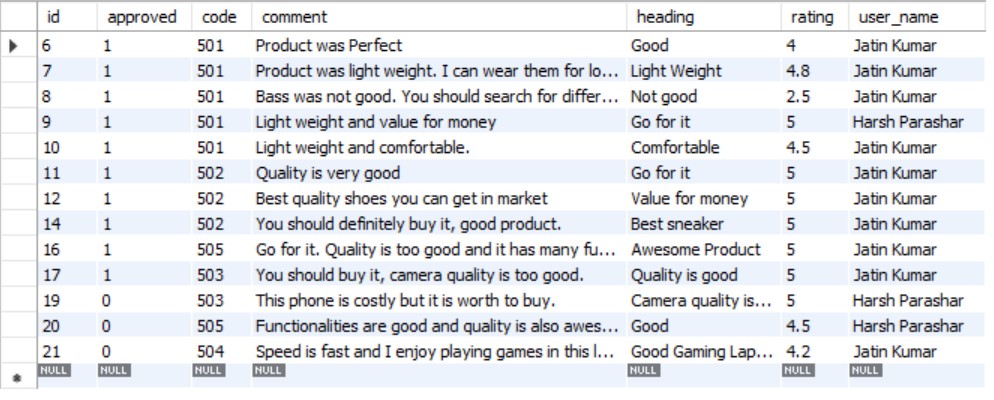 id approved code comment heading rating user_name
6 1 501 Product was Perfect Good 4 Jatin Kumar
7 1 501 Product was light weight. I can wear them for lo... Light Weight 4.8 Jatin Kumar
8 1 501 Bass was not good. You should search for differ... Not good 2.5 Jatin Kumar
9 1 501 Light weight and value for money Go for it 5 Harsh Parashar
10 1 501 Light weight and comfortable. Comfortable 4.5 Jatin Kumar
11 1 502 Quality is very good Go for it 5 Jatin Kumar
12 1 502 Best quality shoes you can get in market Value for money 5 Jatin Kumar
14 1 502 You should definitely buy it, good product. Best sneaker 5 Jatin Kumar
16 1 505 Go for it. Quality is too good and it has many fu... Awesome Product 5 Jatin Kumar
17 1 503 You should buy it, camera quality is too good. Quality is good 5 Jatin Kumar
19 0 503 This phone is costly but it is worth to buy. Camera quality is... 5 Harsh Parashar
20 0 505 Functionalities are good and quality is also awes... Good 4.5 Harsh Parashar
21 0 504 Speed is fast and I enjoy playing games in this l... Good Gaming Lap... 4.2 Jatin Kumar
NULL NULL NULL NULL NULL NULL NULL